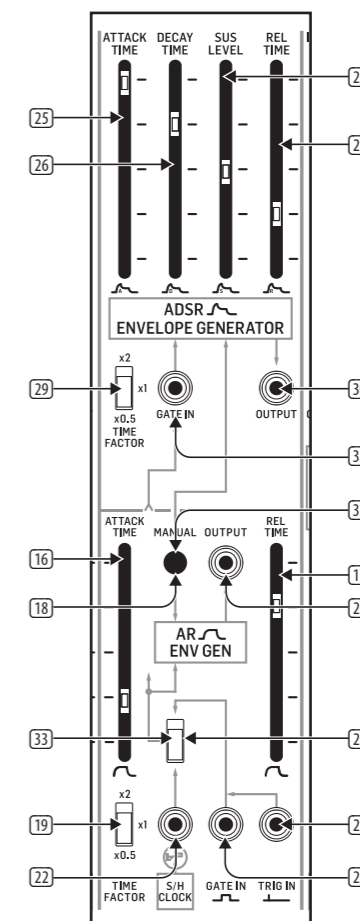 ATTACK TIME
DECAY TIME
SUS LEVEL
REL TIME
25
26
ADSR
ENVELOPE GENERATOR
x2
29
x1
x0.5
TIME FACTOR
GATE IN
OUTPUT
ATTACK TIME
MANUAL
OUTPUT
REL TIME
16
18
AR
ENV GEN
33
x2
19
x1
x0.5
22
TIME FACTOR
S/H CLOCK
GATE IN
TRIG IN